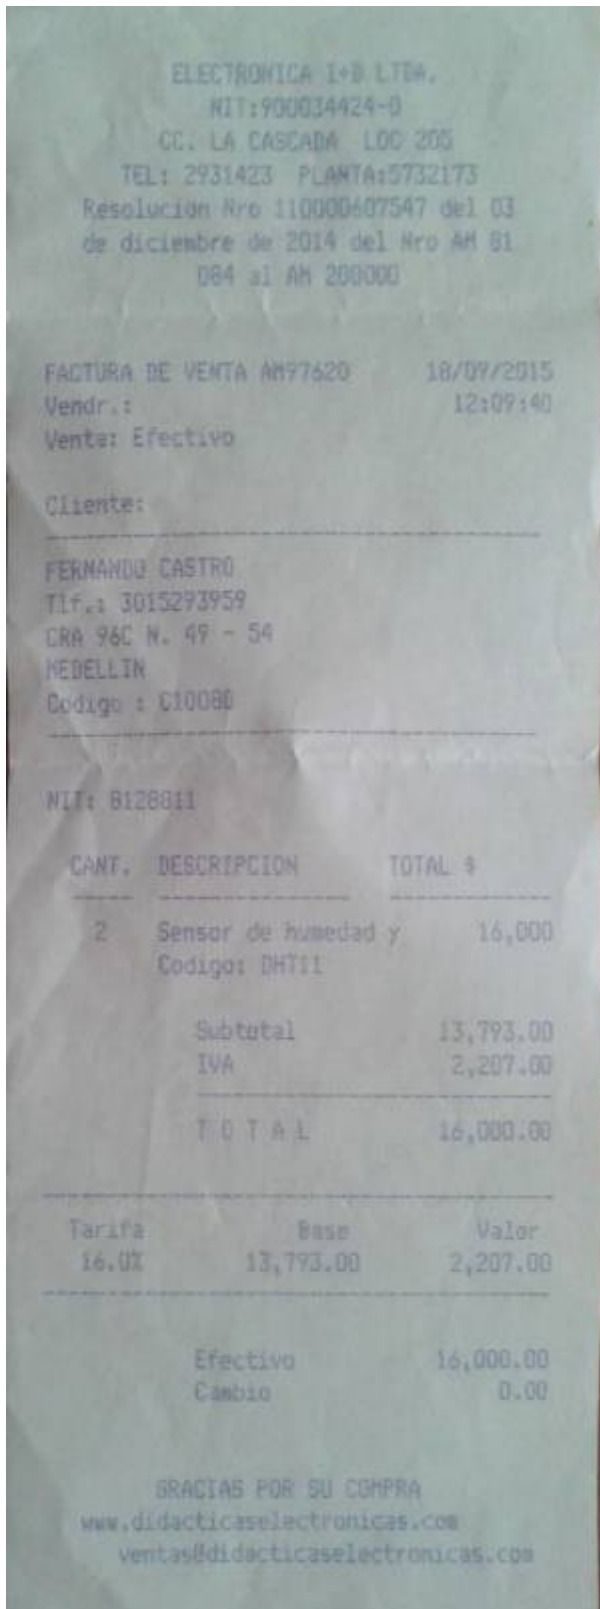 ELECTRONICA I+D LTDA.
NIT:900034424-0
CC. LA CASCADA LOC 205
TEL: 2931423 PLANTA:5732173
Resolucion Nro 110000607547 del 03
de diciembre de 2014 del Nro AM 81
084 al AM 200000
FACTURA DE VENTA AM97620 18/09/2015
Vendr.: 12:09:40
Venta: Efectivo
Cliente:
FERNANDO CASTRO
Tlf.: 3015293959
CRA 96C N. 49 - 54
MEDELLIN
Codigo : C10080
NIT: 8128811
CANT. DESCRIPCION TOTAL $
2 Sensor de humedad y 16,000
Codigo: DHT11
Subtotal 13,793.00
IVA 2,207.00
T O T A L 16,000.00
Tarifa Base Valor
16.0% 13,793.00 2,207.00
Efectivo 16,000.00
Cambio 0.00
GRACIAS POR SU COMPRA
www.didacticaselectronicas.com
ventas@didacticaselectronicas.com